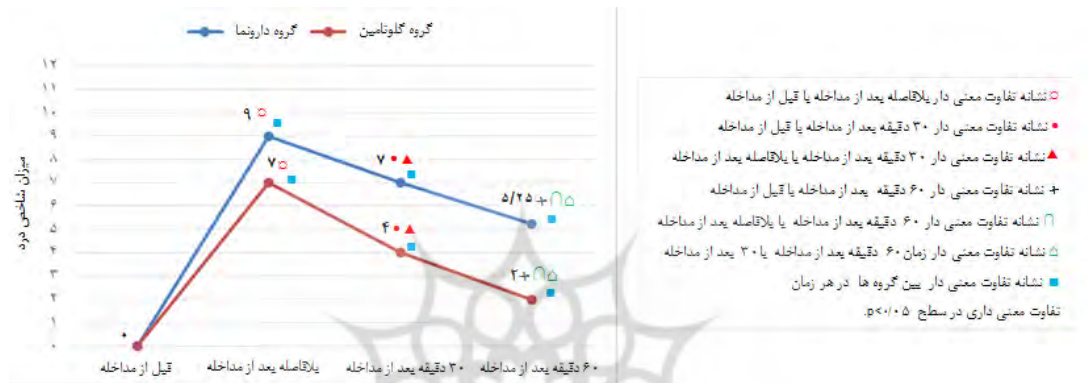 گروه گلوتامین گروه دارونما
میزان شاخص درد
۱۲
۱۱
۱۰
۹
۸
۷
۶
۵
۴
۳
۲
۱
۰
۹ ¤ ■
۷ ¤ ■
۷ • ▲ ■
۴ • ▲ ■
۵/۲۵ + ∩ ⌂ ■
۲ + ∩ ⌂ ■
۰
قبل از مداخله بلافاصله بعد از مداخله ۳۰ دقیقه بعد از مداخله ۶۰ دقیقه بعد از مداخله
¤ نشانه تفاوت معنی دار بلافاصله بعد از مداخله با قبل از مداخله
• نشانه تفاوت معنی دار ۳۰ دقیقه بعد از مداخله با قبل از مداخله
▲ نشانه تفاوت معنی دار ۳۰ دقیقه بعد از مداخله با بلافاصله بعد از مداخله
+ نشانه تفاوت معنی دار ۶۰ دقیقه بعد از مداخله با قبل از مداخله
∩ نشانه تفاوت معنی دار ۶۰ دقیقه بعد از مداخله با بلافاصله بعد از مداخله
⌂ نشانه تفاوت معنی دار زمان ۶۰ دقیقه بعد از مداخله با ۳۰ بعد از مداخله
■ نشانه تفاوت معنی دار بین گروه ها در هر زمان
تفاوت معنی داری در سطح p<۰/۰۵.